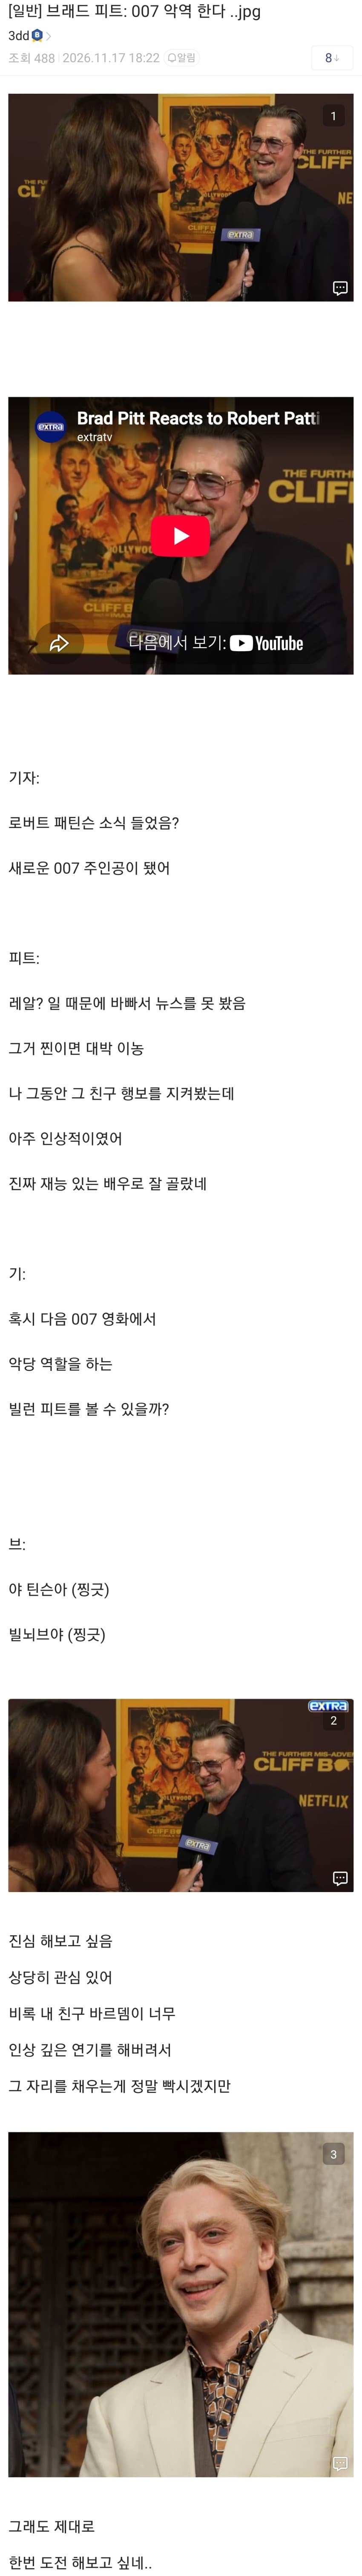 [일반] 브래드 피트: 007 악역 한다 ..jpg
3dd
조회 488 2026.11.17 18:22 알림
8
1
CLIFF
NE
extra
Brad Pitt Reacts to Robert Patti
extratv
extra
THE FURTH
CLIFF
HOLLYWOOD
CLIFF B
다음에서 보기: YouTube
기자:
로버트 패틴슨 소식 들었음?
새로운 007 주인공이 됐어
피트:
레알? 일 때문에 바빠서 뉴스를 못 봤음
그거 찐이면 대박 이농
나 그동안 그 친구 행보를 지켜봤는데
아주 인상적이였어
진짜 재능 있는 배우로 잘 골랐네
기:
혹시 다음 007 영화에서
악당 역할을 하는
빌런 피트를 볼 수 있을까?
브:
야 틴슨아 (찡긋)
빌뇌브야 (찡긋)
extra
2
THE FURTHER MIS-ADVE
CLIFF BO
NETFLIX
extra
진심 해보고 싶음
상당히 관심 있어
비록 내 친구 바르뎀이 너무
인상 깊은 연기를 해버려서
그 자리를 채우는게 정말 빡시겠지만
3
그래도 제대로
한번 도전 해보고 싶네..